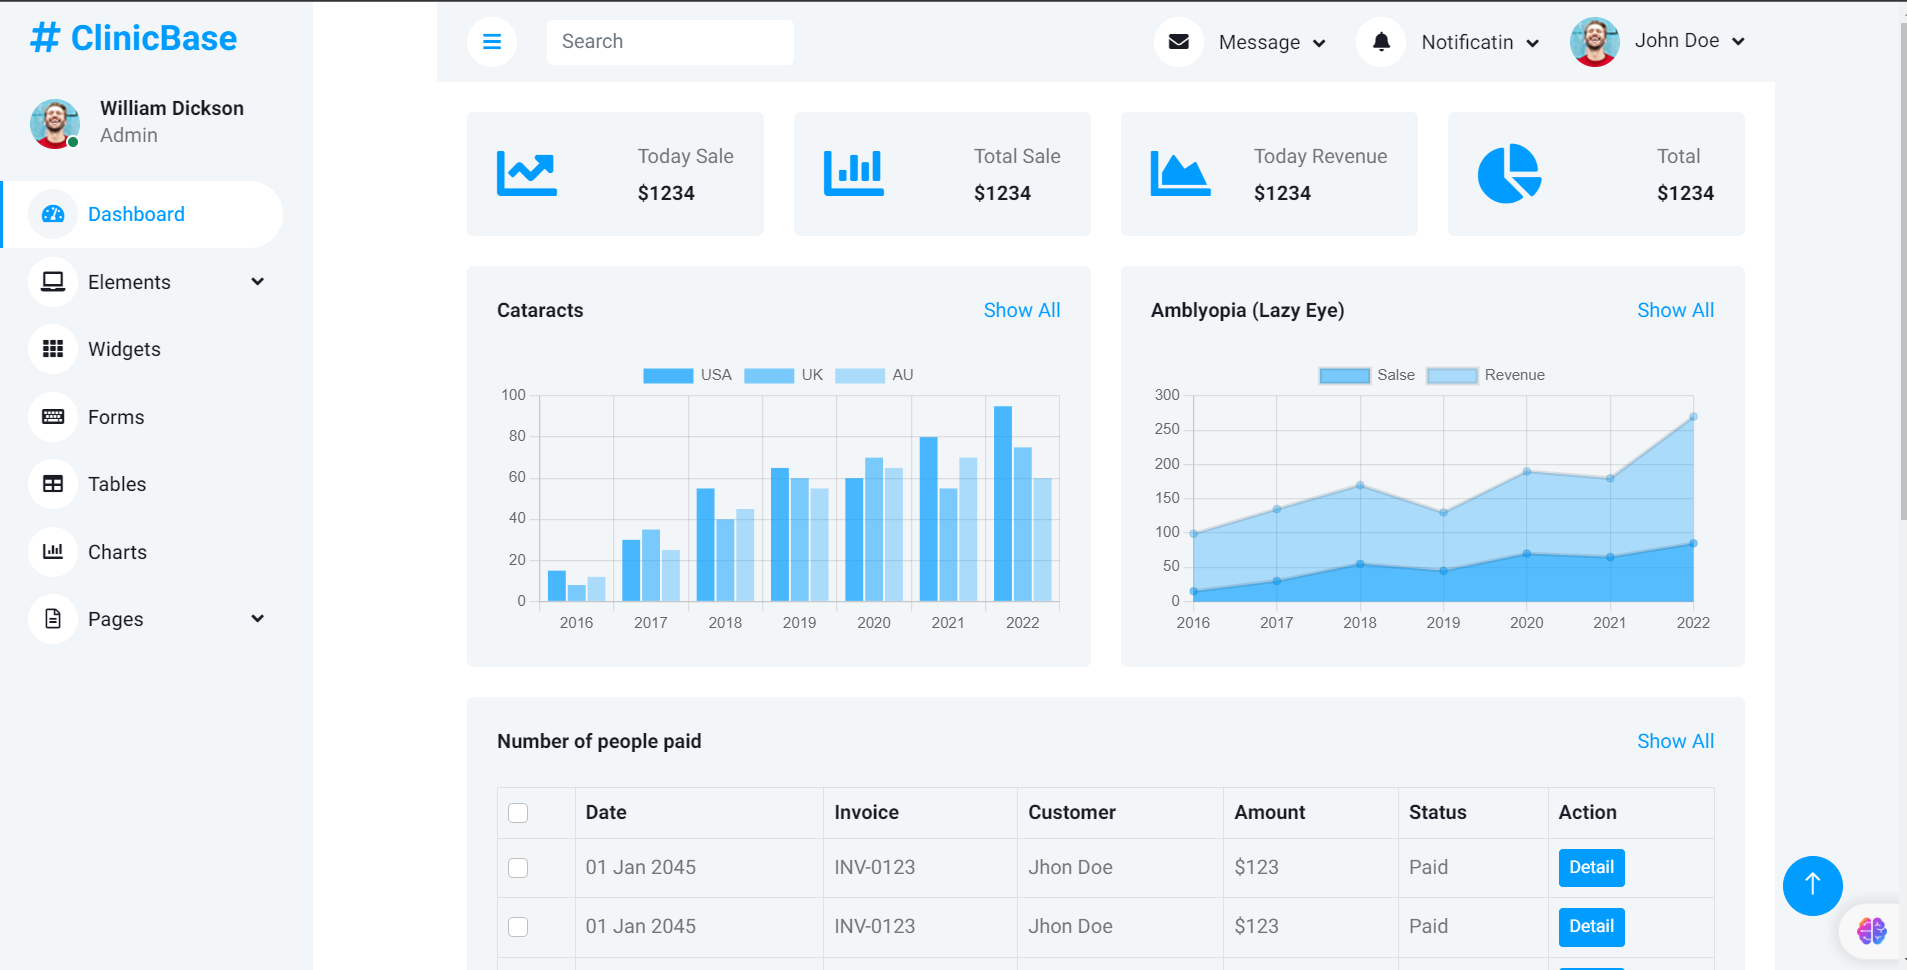 # ClinicBase
William Dickson
Admin
Dashboard
Elements
Widgets
Forms
Tables
Charts
Pages
Search
Message
Notificatin
John Doe
Today Sale
$1234
Total Sale
$1234
Today Revenue
$1234
Total
$1234
Cataracts Show All
USA UK AU
100
80
60
40
20
0
2016 2017 2018 2019 2020 2021 2022
Amblyopia (Lazy Eye) Show All
Salse Revenue
300
250
200
150
100
50
0
2016 2017 2018 2019 2020 2021 2022
Number of people paid Show All
Date Invoice Customer Amount Status Action
01 Jan 2045 INV-0123 Jhon Doe $123 Paid Detail
01 Jan 2045 INV-0123 Jhon Doe $123 Paid Detail